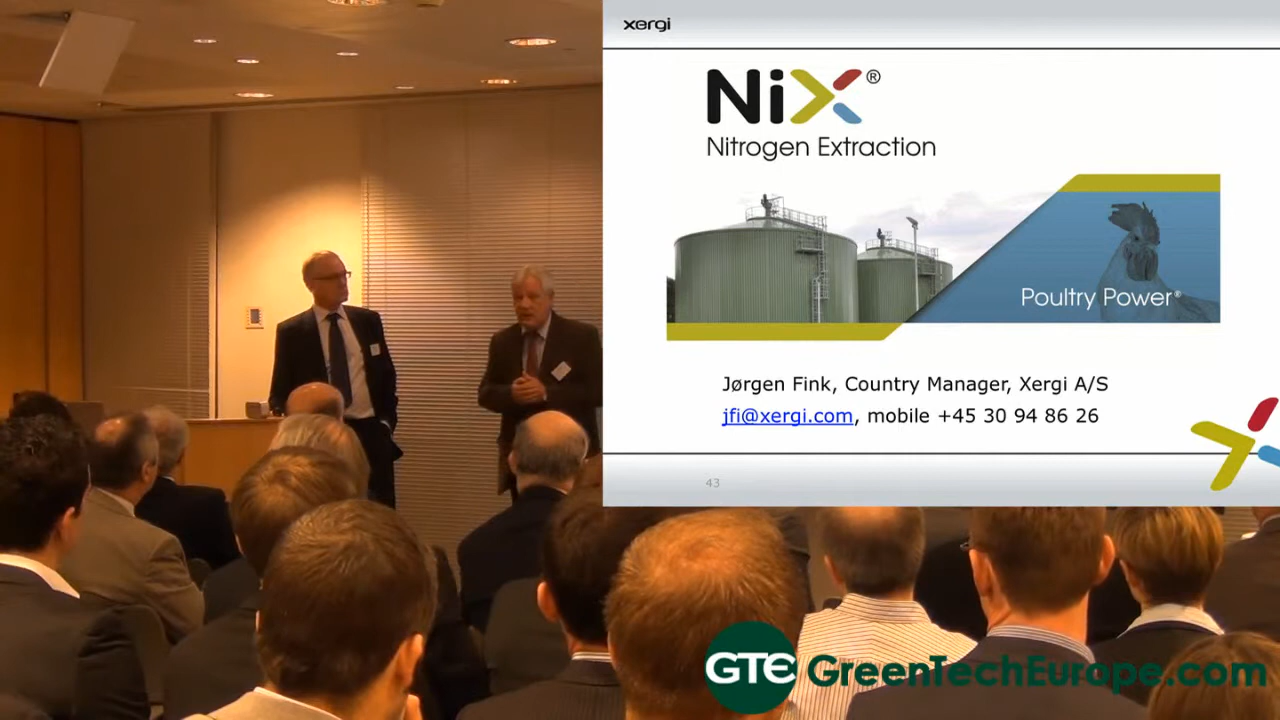 xergi
NiX®
Nitrogen Extraction
Poultry Power®
Jørgen Fink, Country Manager, Xergi A/S
jfi@xergi.com, mobile +45 30 94 86 26
43
GTE GreenTechEurope.com